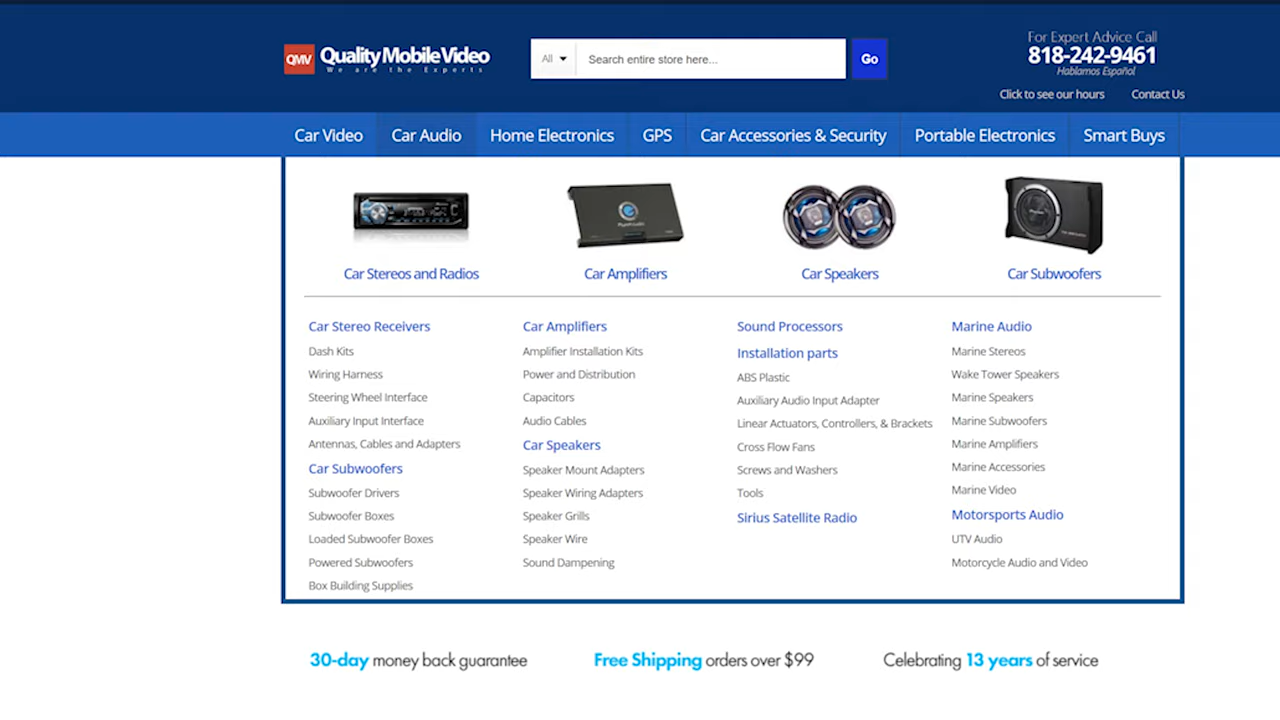 QMV Quality Mobile Video
We are the Experts
All
Search entire store here...
Go
For Expert Advice Call
818-242-9461
Hablamos Español
Click to see our hours
Contact Us
Car Video
Car Audio
Home Electronics
GPS
Car Accessories & Security
Portable Electronics
Smart Buys
Car Stereos and Radios
Car Amplifiers
Car Speakers
Car Subwoofers
Car Stereo Receivers
Dash Kits
Wiring Harness
Steering Wheel Interface
Auxiliary Input Interface
Antennas, Cables and Adapters
Car Subwoofers
Subwoofer Drivers
Subwoofer Boxes
Loaded Subwoofer Boxes
Powered Subwoofers
Box Building Supplies
Car Amplifiers
Amplifier Installation Kits
Power and Distribution
Capacitors
Audio Cables
Car Speakers
Speaker Mount Adapters
Speaker Wiring Adapters
Speaker Grills
Speaker Wire
Sound Dampening
Sound Processors
Installation parts
ABS Plastic
Auxiliary Audio Input Adapter
Linear Actuators, Controllers, & Brackets
Cross Flow Fans
Screws and Washers
Tools
Sirius Satellite Radio
Marine Audio
Marine Stereos
Wake Tower Speakers
Marine Speakers
Marine Subwoofers
Marine Amplifiers
Marine Accessories
Marine Video
Motorsports Audio
UTV Audio
Motorcycle Audio and Video
30-day money back guarantee
Free Shipping orders over $99
Celebrating 13 years of service